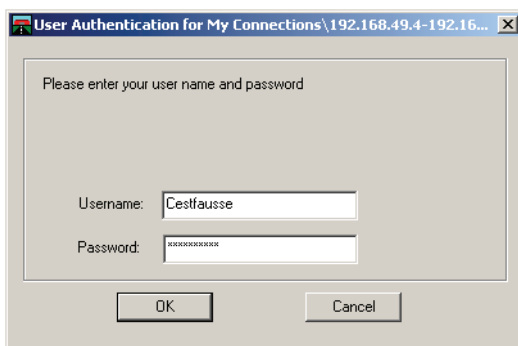 User Authentication for My Connections\192.168.49.4-192.16...
Please enter your user name and password
Username: Cestfausse
Password: **********
OK Cancel